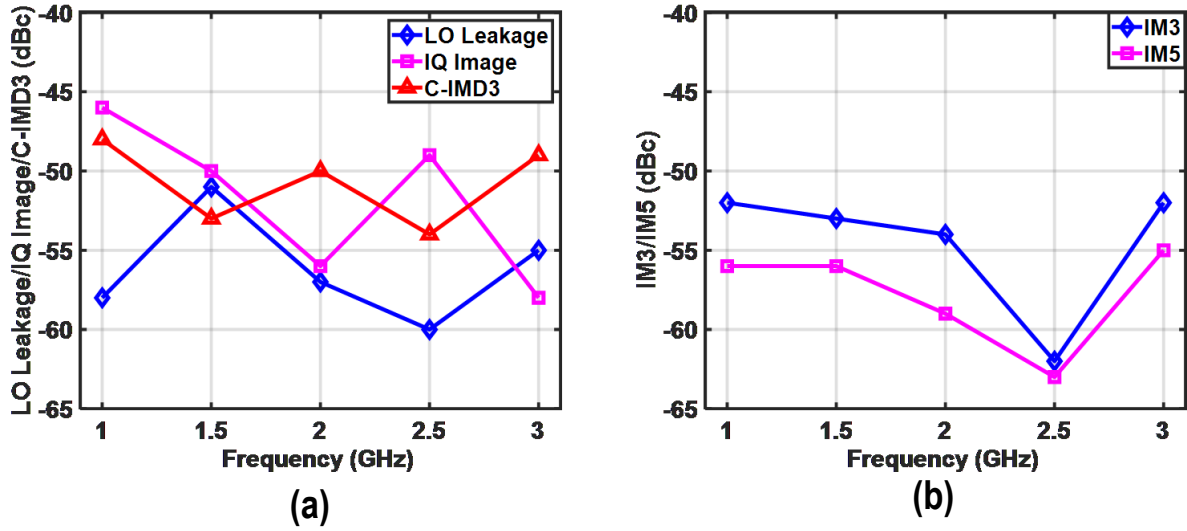 LO Leakage/IQ Image/C-IMD3 (dBc)
-40
-45
-50
-55
-60
-65
LO Leakage
IQ Image
C-IMD3
1
1.5
2
2.5
3
Frequency (GHz)
(a)
IM3/IM5 (dBc)
-40
-45
-50
-55
-60
-65
IM3
IM5
1
1.5
2
2.5
3
Frequency (GHz)
(b)